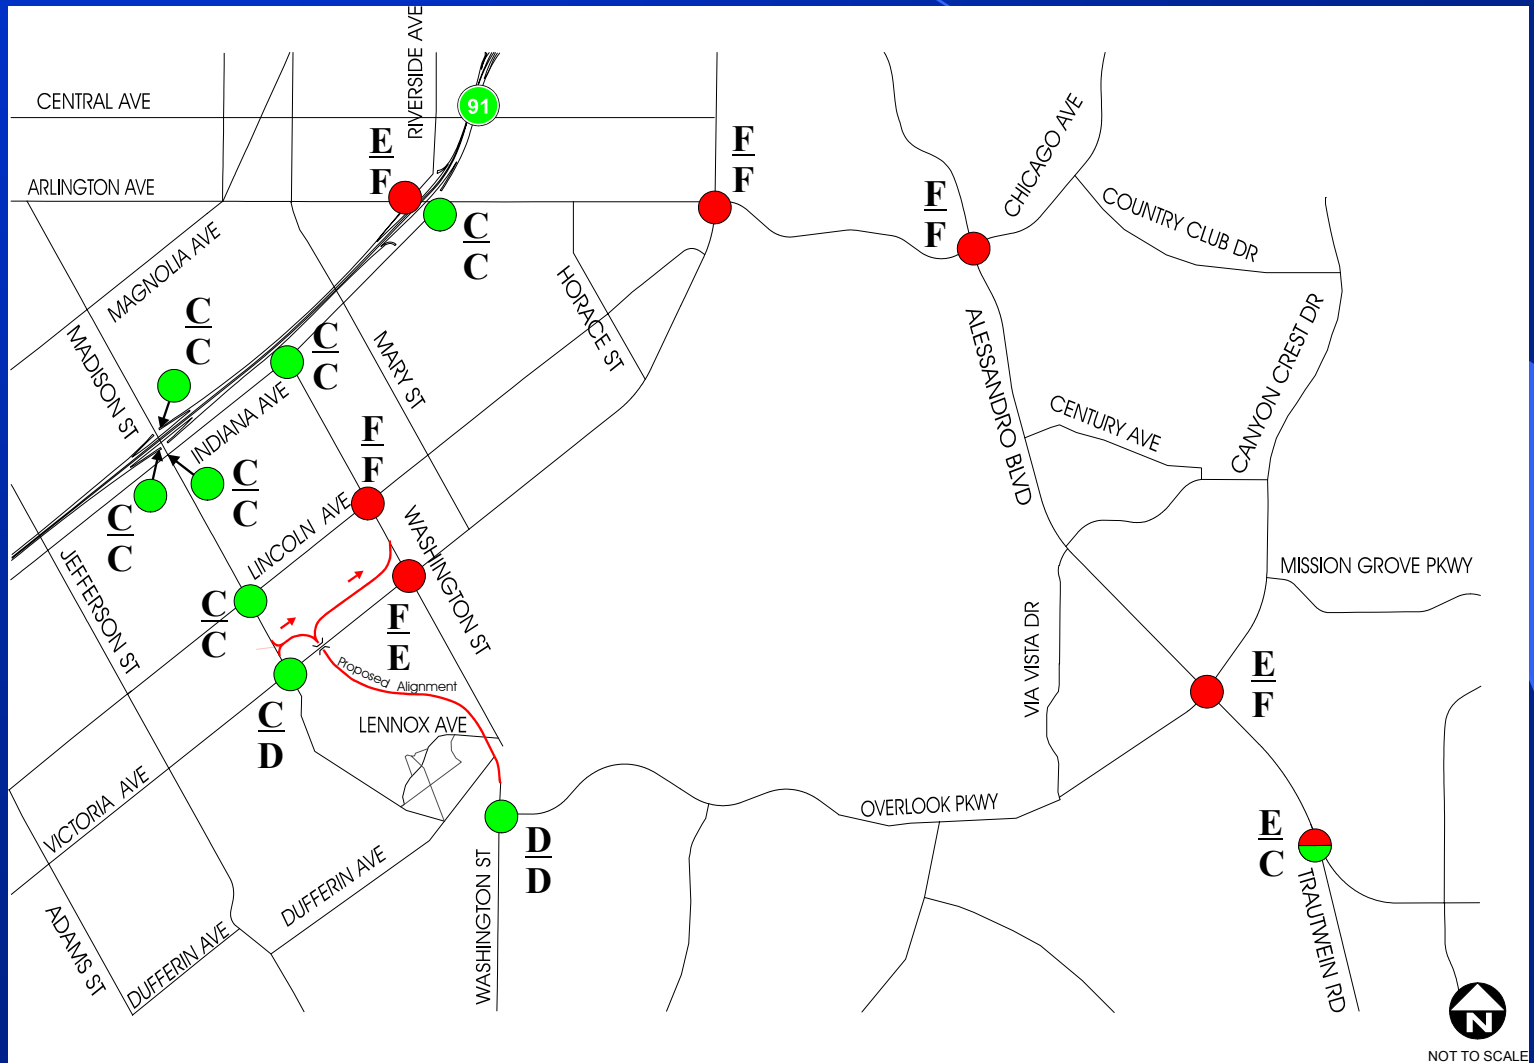 RIVERSIDE AVE
CENTRAL AVE
91
E
F
F
F
ARLINGTON AVE
CHICAGO AVE
F
F
COUNTRY CLUB DR
C
C
MAGNOLIA AVE
HORACE ST
C
C
MADISON ST
C
C
MARY ST
ALESSANDRO BLVD
CANYON CREST DR
INDIANA AVE
CENTURY AVE
F
F
C
C
C
C
LINCOLN AVE
WASHINGTON ST
JEFFERSON ST
MISSION GROVE PKWY
C
C
F
E
VIA VISTA DR
Proposed Alignment
E
F
C
D
LENNOX AVE
VICTORIA AVE
OVERLOOK PKWY
D
D
E
C
DUFFERIN AVE
WASHINGTON ST
TRAUTWEIN RD
ADAMS ST
DUFFERIN AVE
N
NOT TO SCALE